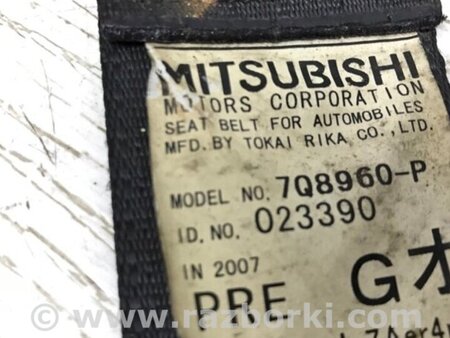 MITSUBISHI
MOTORS CORPORATION
SEAT BELT FOR AUTOMOBILES
MFD. BY TOKAI RIKA CO., LTD.
MODEL NO. 7Q8960-P
ID. NO. 023390
IN 2007
PRE G
© www.razborki.com